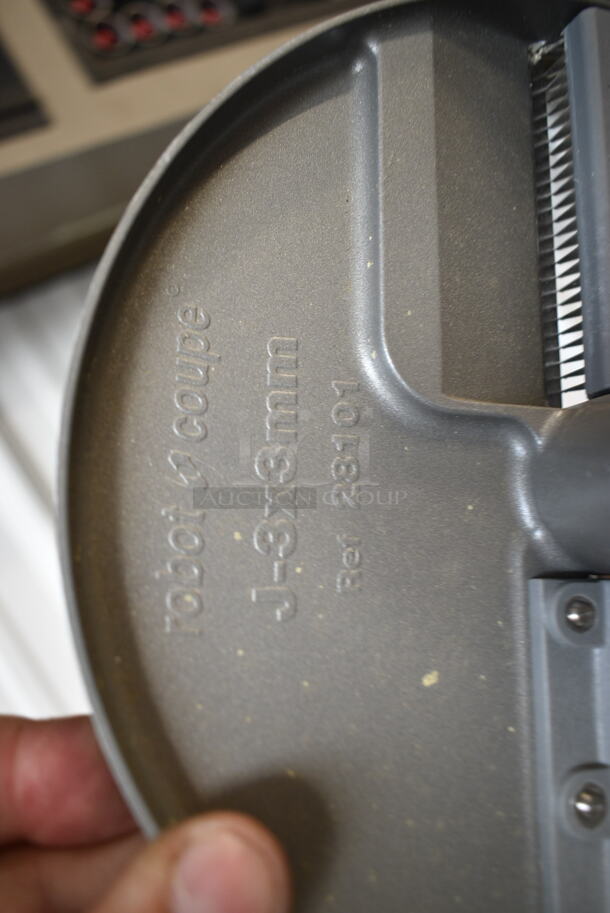 robot coupe®
J-3x3mm
Ref 28101
AUCTION GROUP